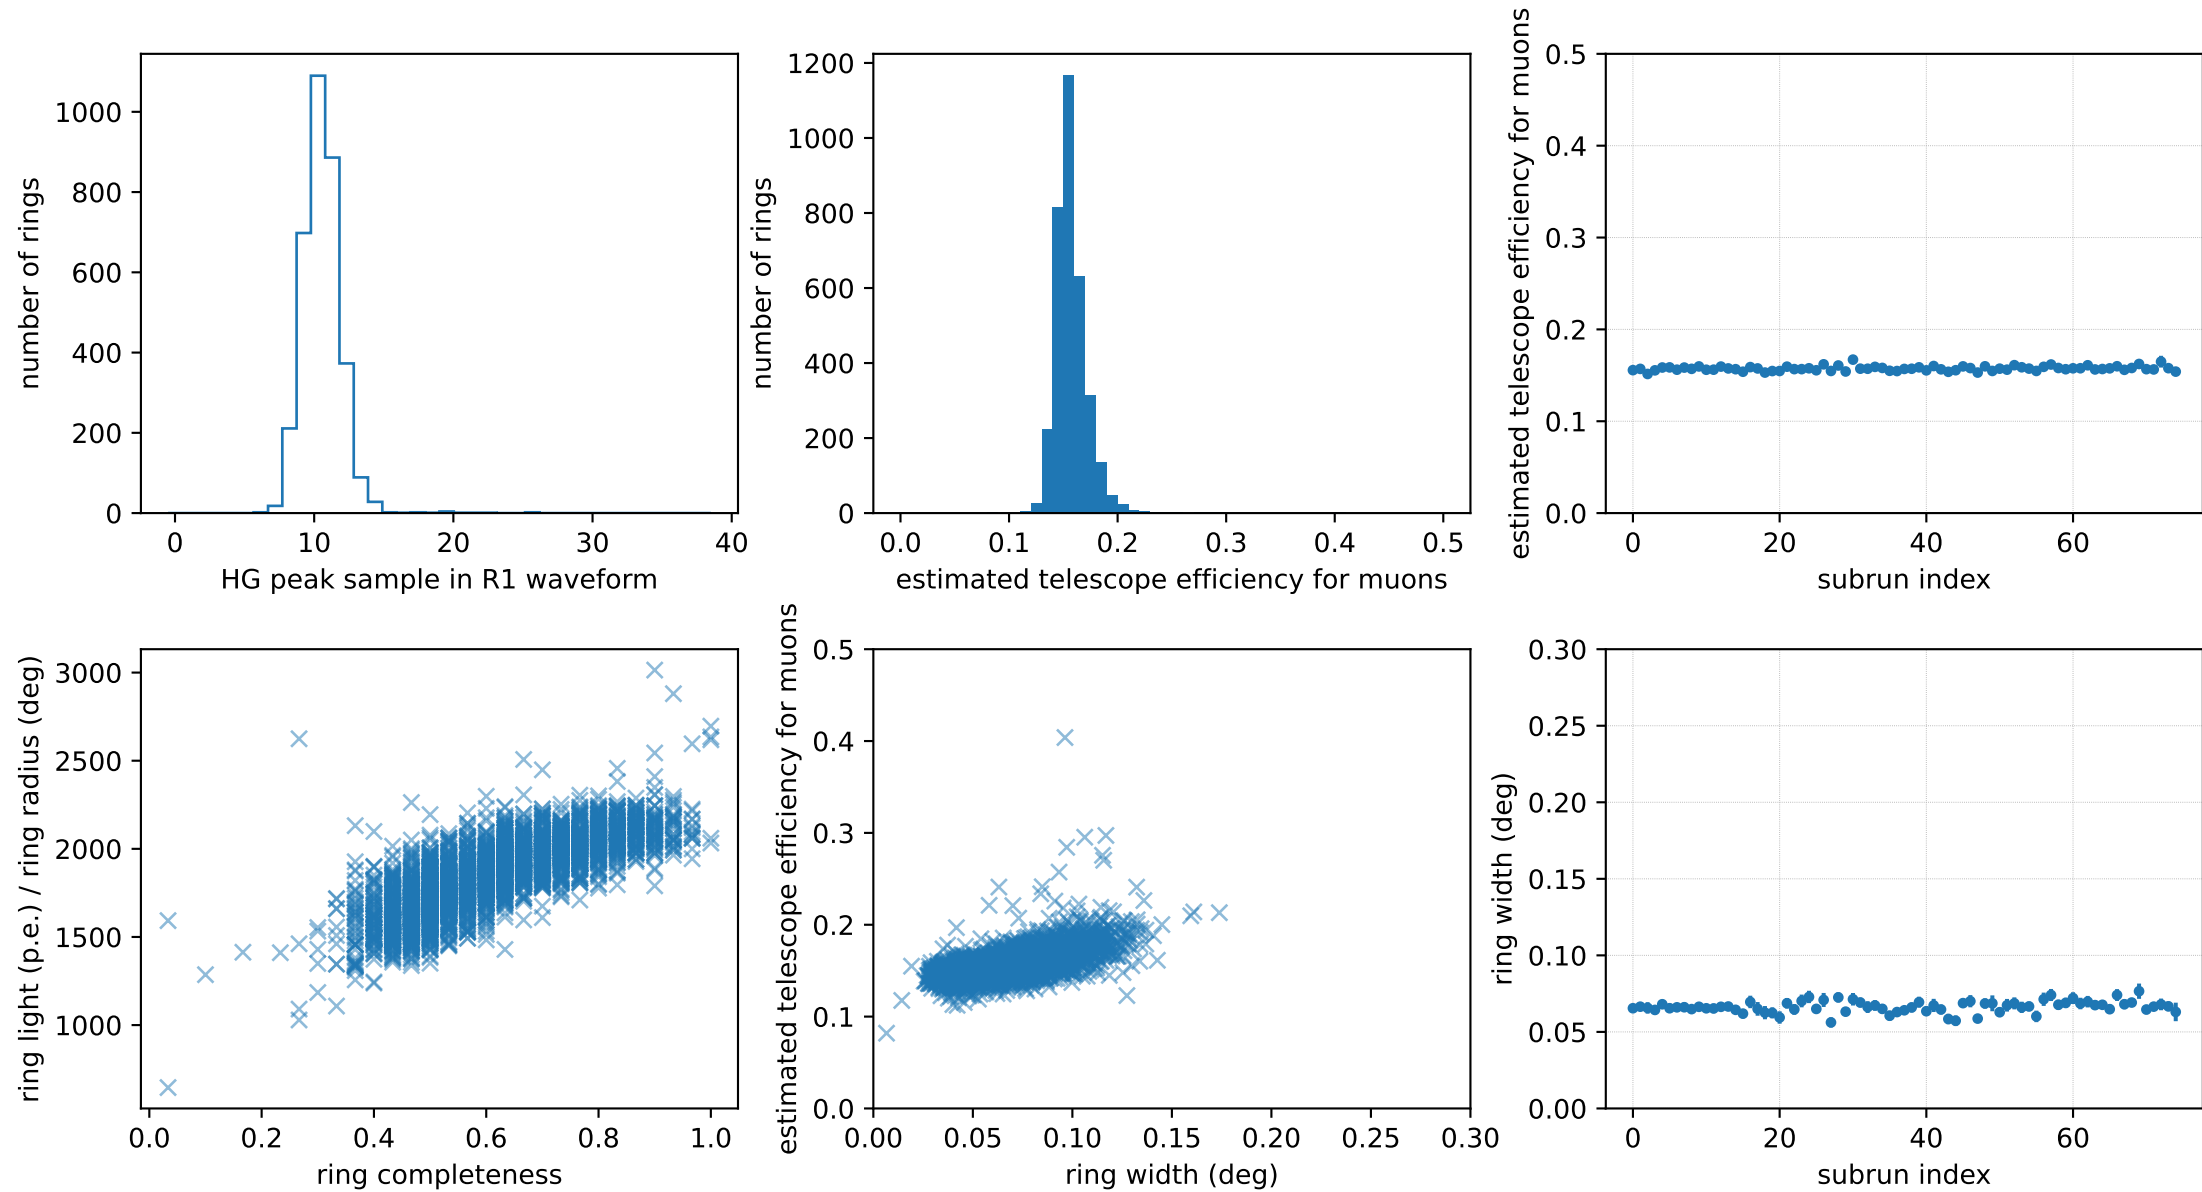 number of rings
1000
800
600
400
200
0
0 10 20 30 40
HG peak sample in R1 waveform
number of rings
1200
1000
800
600
400
200
0
0.0 0.1 0.2 0.3 0.4 0.5
estimated telescope efficiency for muons
estimated telescope efficiency for muons
0.5
0.4
0.3
0.2
0.1
0.0
0 20 40 60
subrun index
ring light (p.e.) / ring radius (deg)
3000
2500
2000
1500
1000
0.0 0.2 0.4 0.6 0.8 1.0
ring completeness
estimated telescope efficiency for muons
0.5
0.4
0.3
0.2
0.1
0.0
0.00 0.05 0.10 0.15 0.20 0.25 0.30
ring width (deg)
ring width (deg)
0.30
0.25
0.20
0.15
0.10
0.05
0.00
0 20 40 60
subrun index